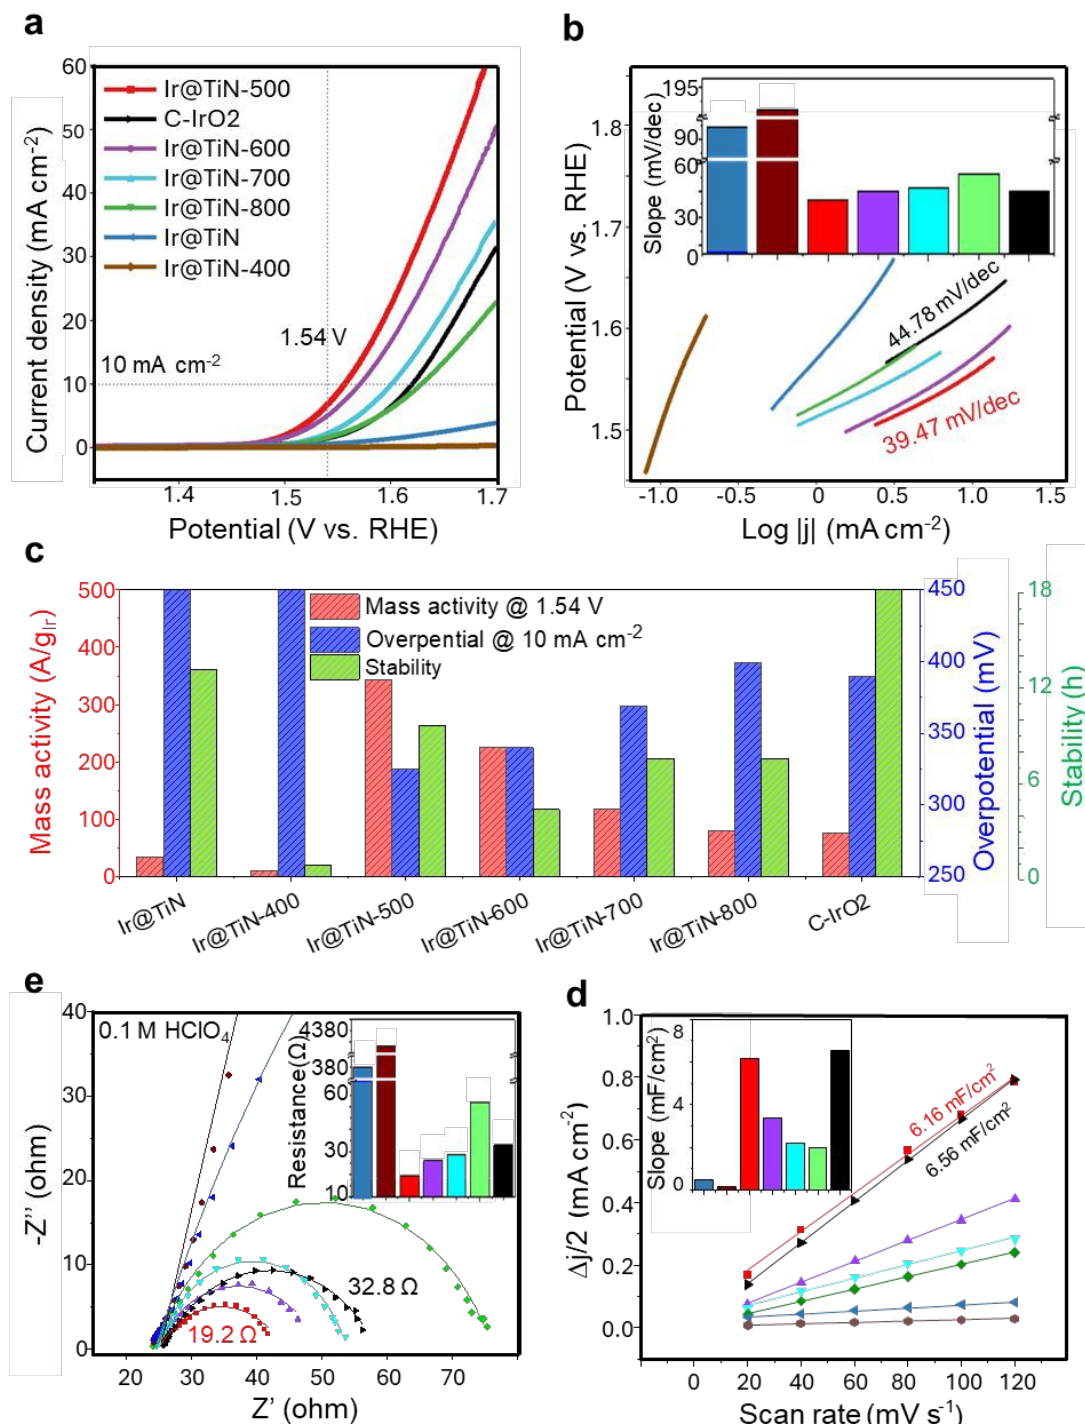 a
60
50
40
30
20
10
0
Current density (mA cm-2)
Ir@TiN-500
C-IrO2
Ir@TiN-600
Ir@TiN-700
Ir@TiN-800
Ir@TiN
Ir@TiN-400
1.54 V
10 mA cm-2
1.4 1.5 1.6 1.7
Potential (V vs. RHE)
b
1.8
1.7
1.6
1.5
Potential (V vs. RHE)
195
90
60
30
0
Slope (mV/dec)
44.78 mV/dec
39.47 mV/dec
-1.0 -0.5 0 0.5 1.0 1.5
Log |j| (mA cm-2)
c
500
400
300
200
100
0
Mass activity (A/gIr)
Mass activity @ 1.54 V
Overpential @ 10 mA cm-2
Stability
450
400
350
300
250
Overpotential (mV)
18
12
6
0
Stability (h)
Ir@TiN
Ir@TiN-400
Ir@TiN-500
Ir@TiN-600
Ir@TiN-700
Ir@TiN-800
C-IrO2
e
40
30
20
10
0
-Z'' (ohm)
0.1 M HClO4
4380
380
60
30
10
Resistance(Ω)
32.8 Ω
19.2 Ω
20 30 40 50 60 70
Z' (ohm)
d
1.0
0.8
0.6
0.4
0.2
0.0
Δj/2 (mA cm-2)
8
4
0
Slope (mF/cm2)
6.16 mF/cm2
6.56 mF/cm2
0 20 40 60 80 100 120
Scan rate (mV s-1)